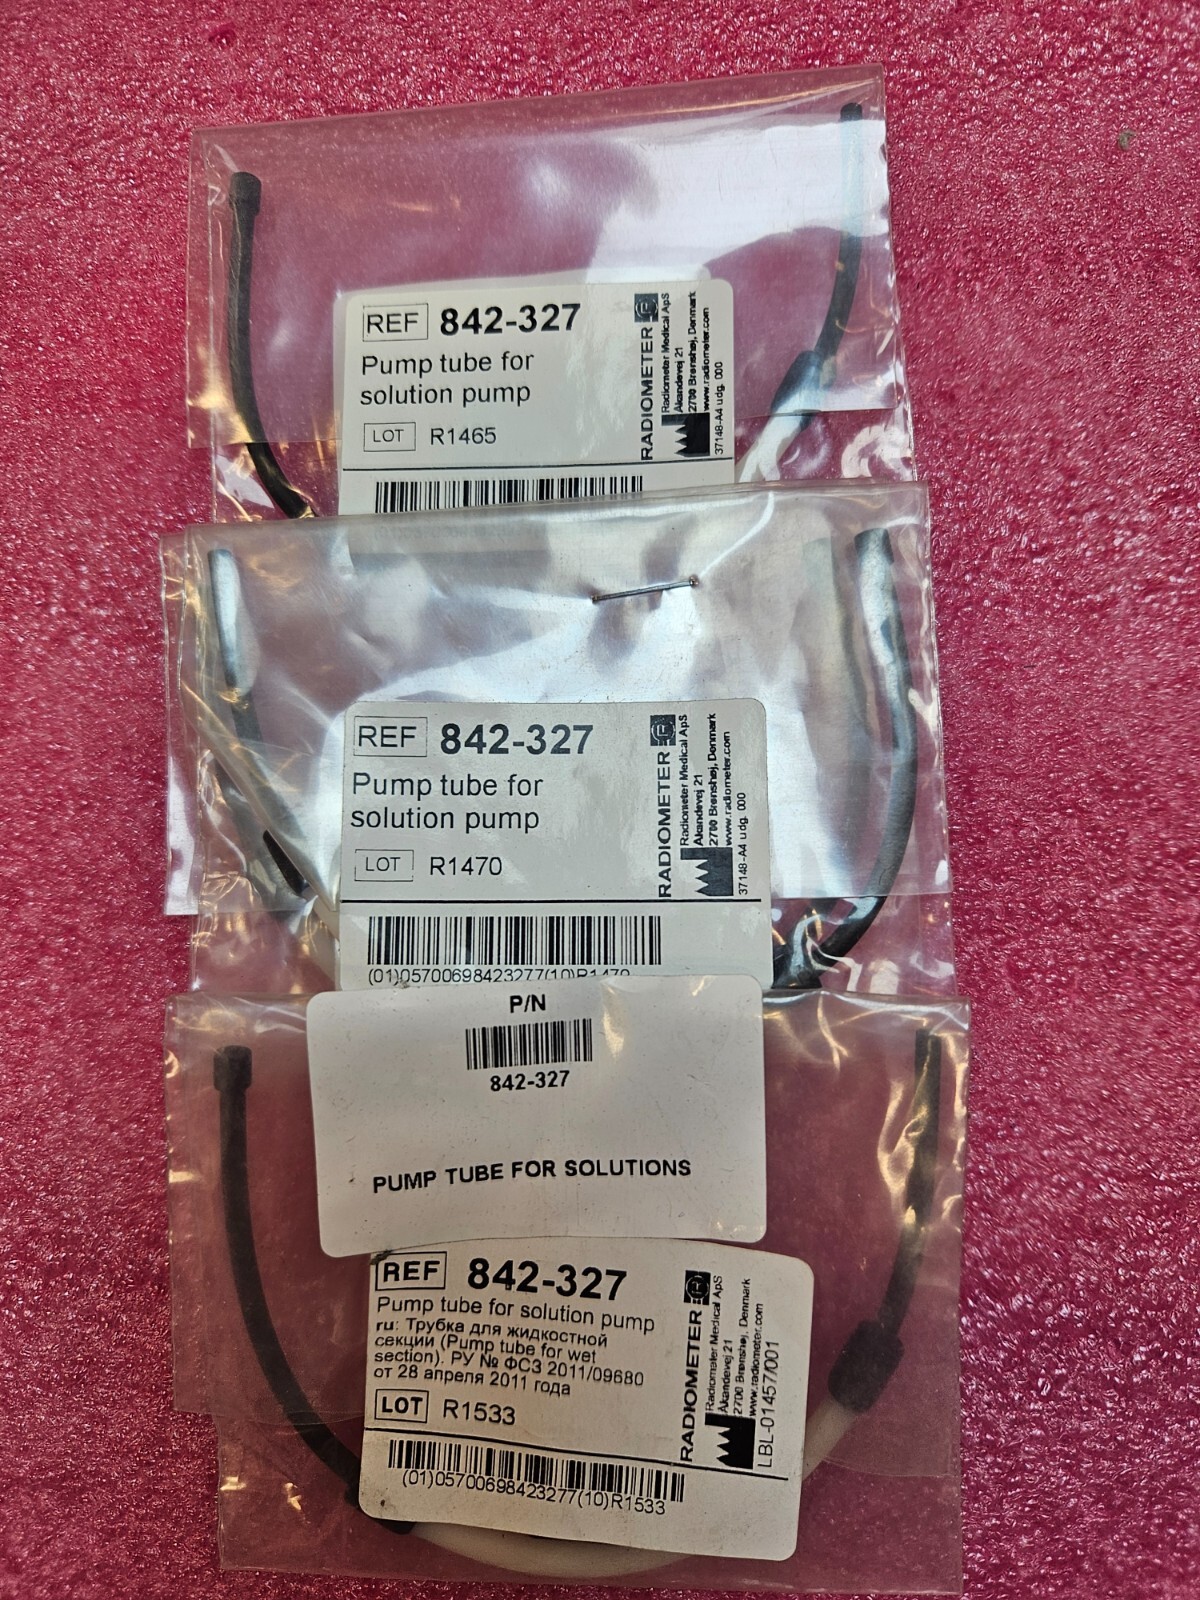 REF 842-327
Pump tube for
solution pump
LOT R1465
RADIOMETER
Radiometer Medical ApS
Åkandevej 21
2700 Brønshøj, Denmark
www.radiometer.com
37148-A4 udg. 000
REF 842-327
Pump tube for
solution pump
LOT R1470
RADIOMETER
Radiometer Medical ApS
Åkandevej 21
2700 Brønshøj, Denmark
www.radiometer.com
37148-A4 udg. 000
(01)05700698423277(10)R1470
P/N
842-327
PUMP TUBE FOR SOLUTIONS
REF 842-327
Pump tube for solution pump
ru: Трубка для жидкостной
секции (Pump tube for wet
section). РУ № ФСЗ 2011/09680
от 28 апреля 2011 года
LOT R1533
RADIOMETER
Radiometer Medical ApS
Åkandevej 21
2700 Brønshøj, Denmark
www.radiometer.com
LBL-01457/001
(01)05700698423277(10)R1533